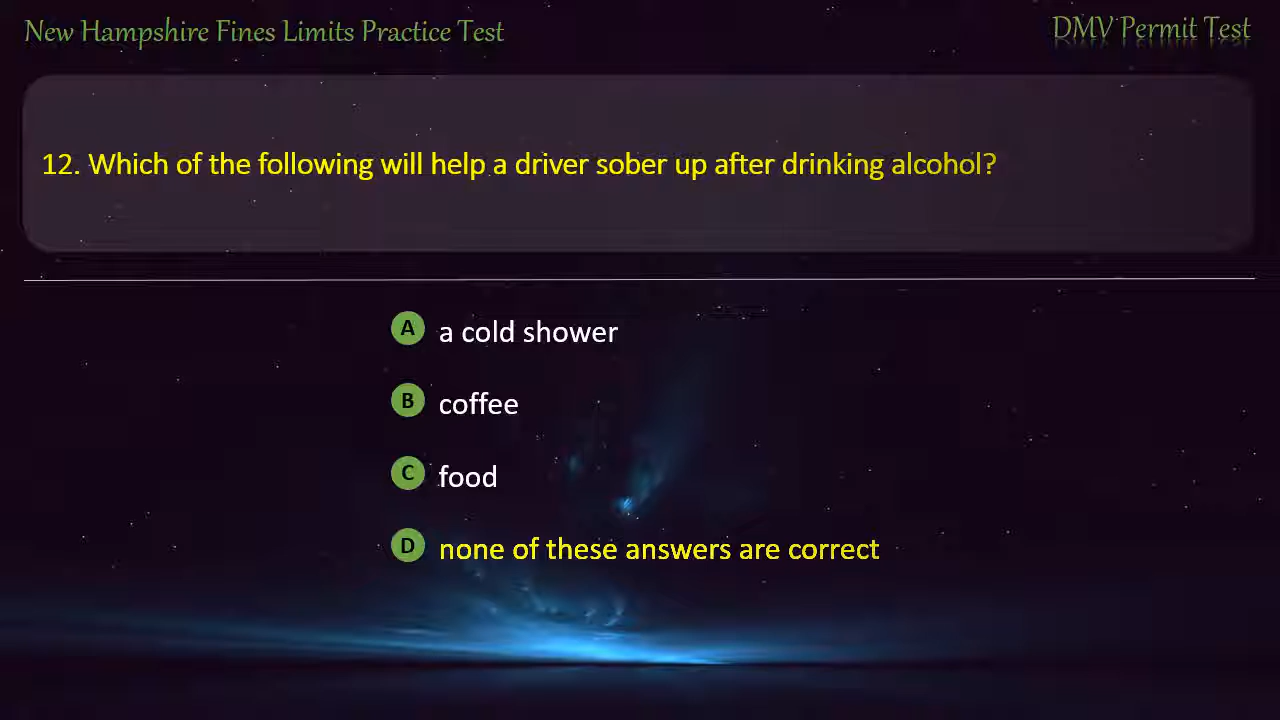 New Hampshire Fines Limits Practice Test
DMV Permit Test
12. Which of the following will help a driver sober up after drinking alcohol?
A a cold shower
B coffee
C food
D none of these answers are correct